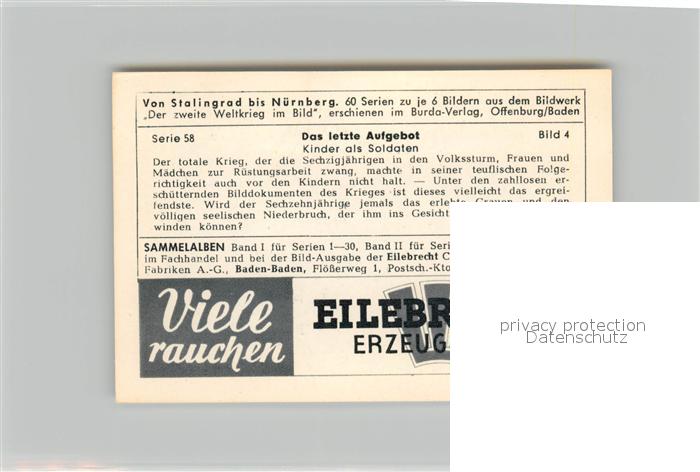 Von Stalingrad bis Nürnberg. 60 Serien zu je 6 Bildern aus dem Bildwerk
„Der zweite Weltkrieg im Bild", erschienen im Burda-Verlag, Offenburg/Baden
Serie 58 Das letzte Aufgebot Bild 4
Kinder als Soldaten
Der totale Krieg, der die Sechzigjährigen in den Volkssturm, Frauen und
Mädchen zur Rüstungsarbeit zwang, machte in seiner teuflischen Folge-
richtigkeit auch vor den Kindern nicht halt. — Unter den zahllosen er-
schütternden Bilddokumenten des Krieges ist dieses vielleicht das ergrei-
fendste. Wird der Sechzehnjährige jemals das erlebte Grauen und den
völligen seelischen Niederbruch, der ihm ins Gesicht
winden können?
SAMMELALBEN Band I für Serien 1—30, Band II für Seri
im Fachhandel und bei der Bild-Ausgabe der Eilebrecht C
Fabriken A.-G., Baden-Baden, Flößerweg 1, Postsch.-Kto
Viele
rauchen
EILEBR
ERZEUG
privacy protection
Datenschutz